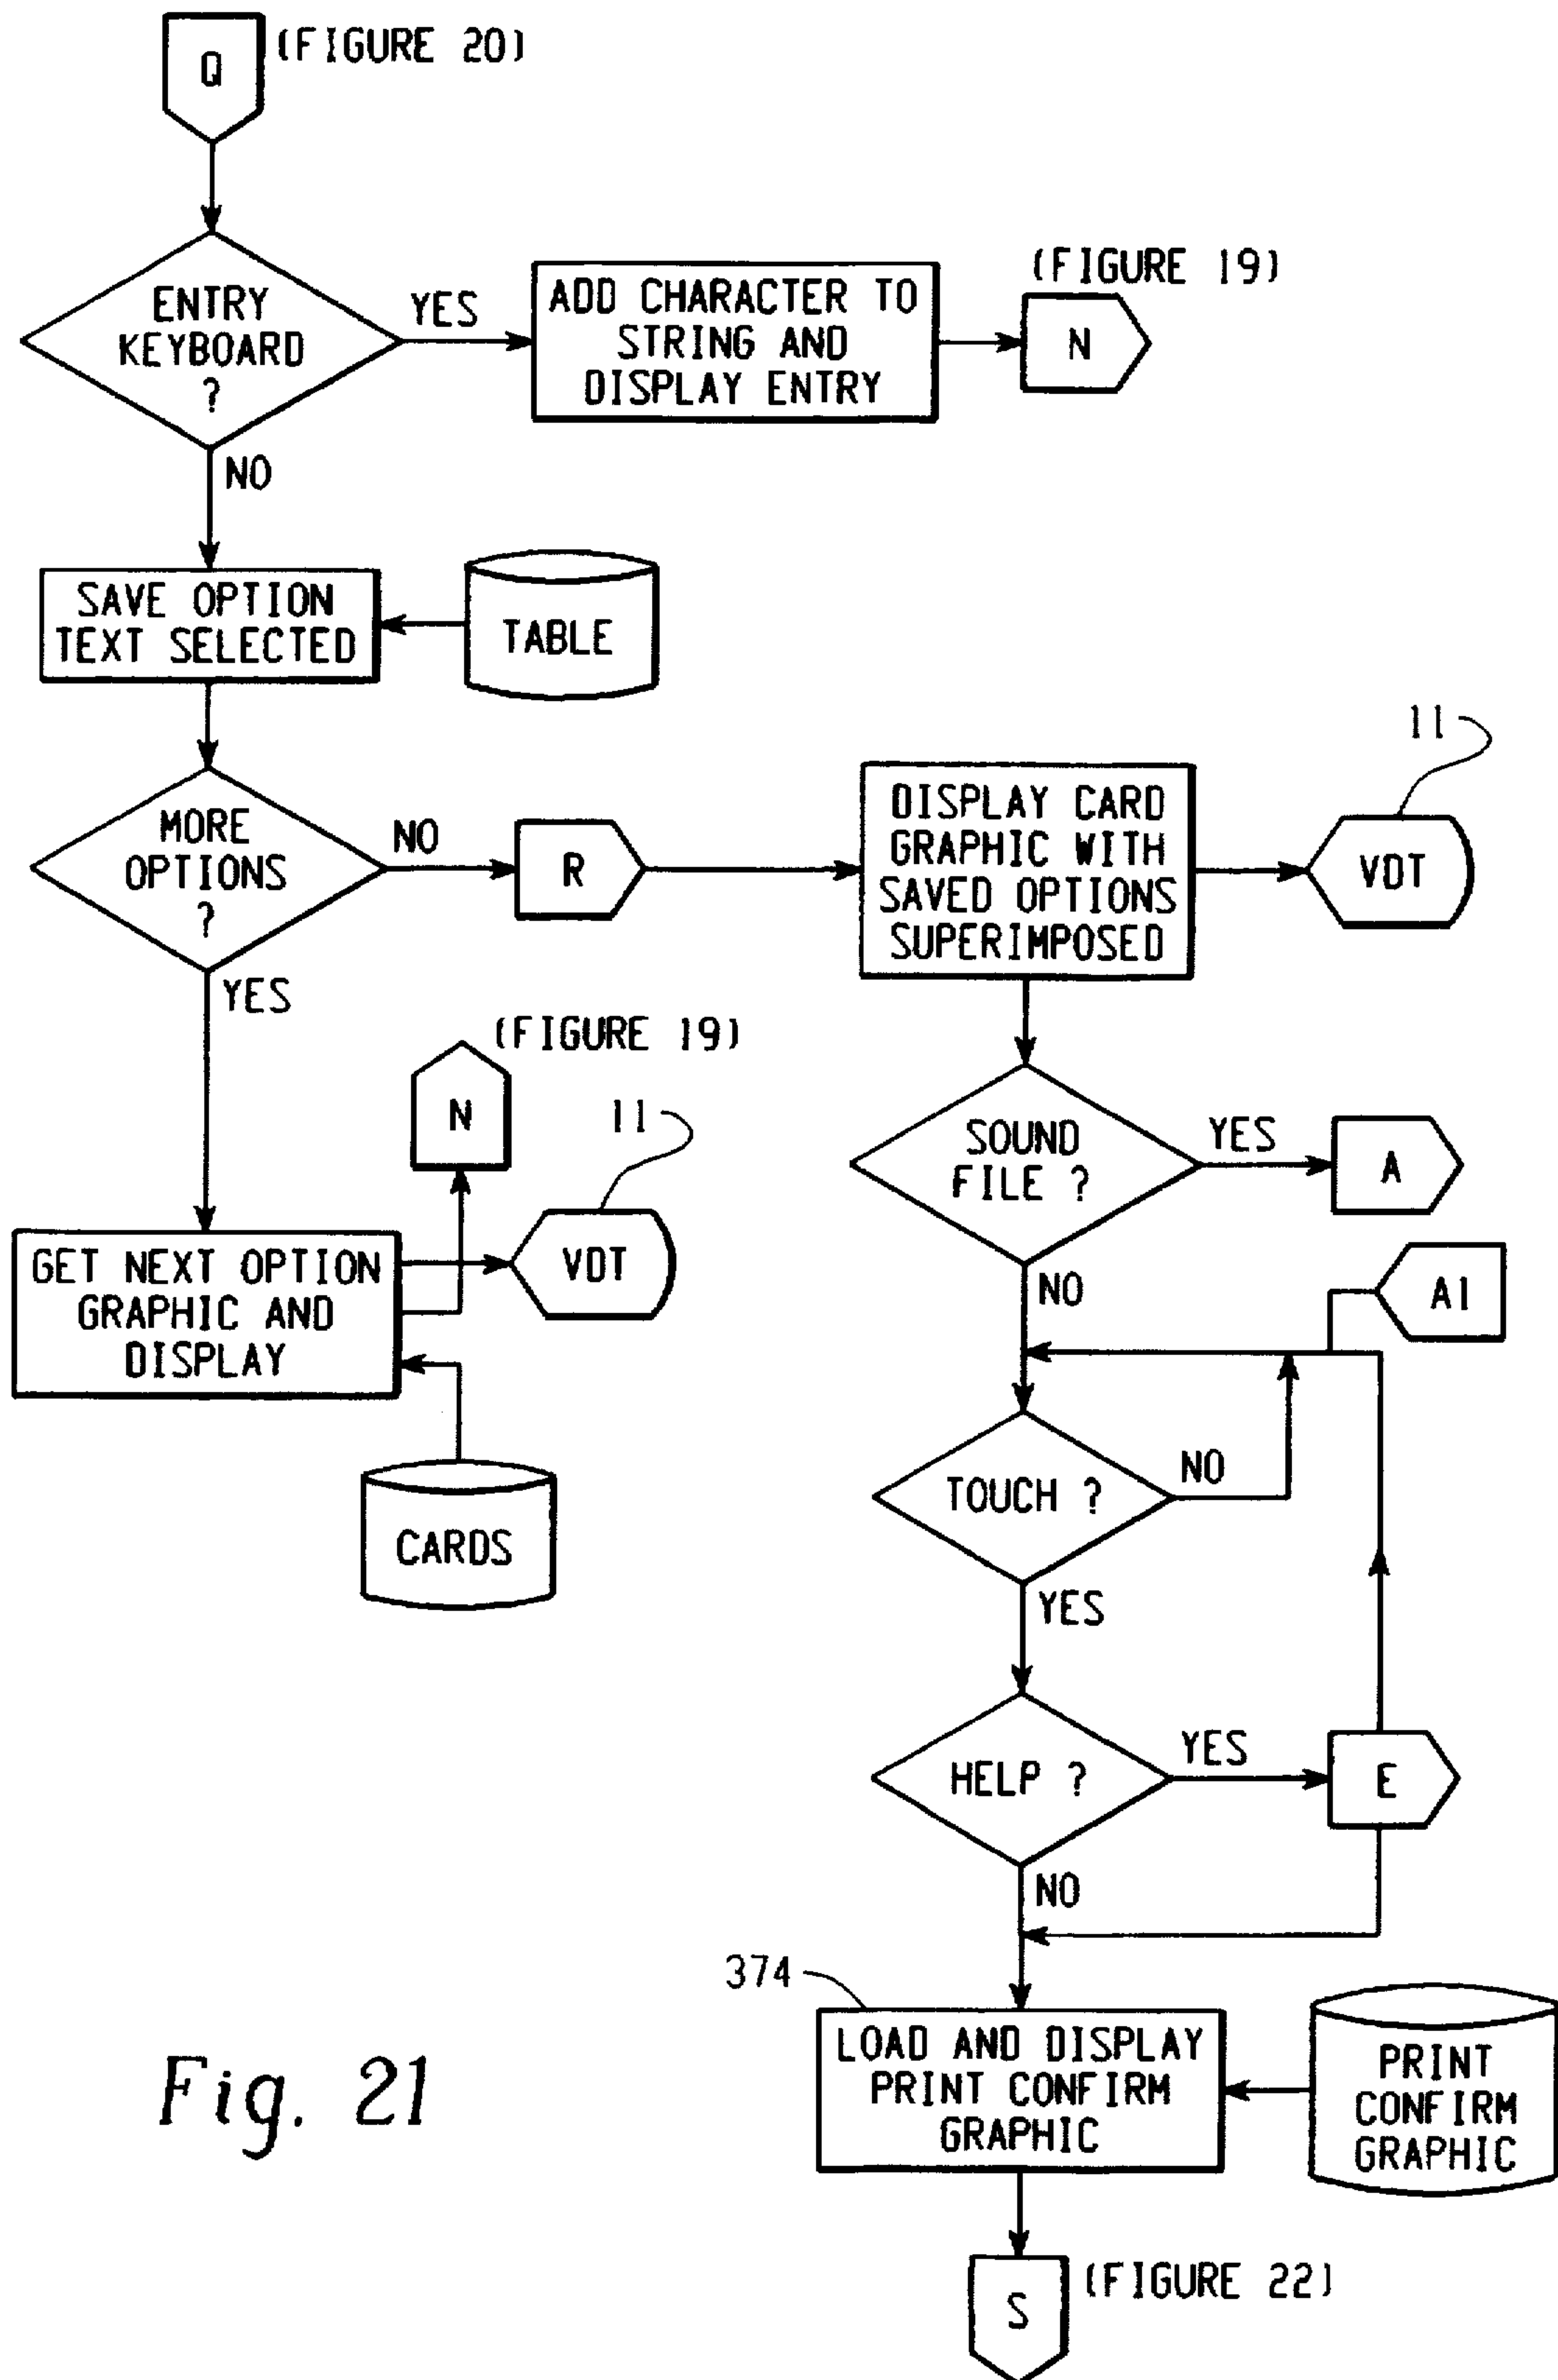 Q
(FIGURE 20)
ENTRY
KEYBOARD
?
YES
ADD CHARACTER TO
STRING AND
DISPLAY ENTRY
(FIGURE 19)
N
NO
SAVE OPTION
TEXT SELECTED
TABLE
MORE
OPTIONS
?
NO
R
DISPLAY CARD
GRAPHIC WITH
SAVED OPTIONS
SUPERIMPOSED
11
VDT
YES
(FIGURE 19)
N
11
VDT
GET NEXT OPTION
GRAPHIC AND
DISPLAY
CARDS
SOUND
FILE ?
YES
A
NO
A1
TOUCH ?
NO
YES
HELP ?
YES
E
NO
374
LOAD AND DISPLAY
PRINT CONFIRM
GRAPHIC
PRINT
CONFIRM
GRAPHIC
S
(FIGURE 22)
Fig. 21